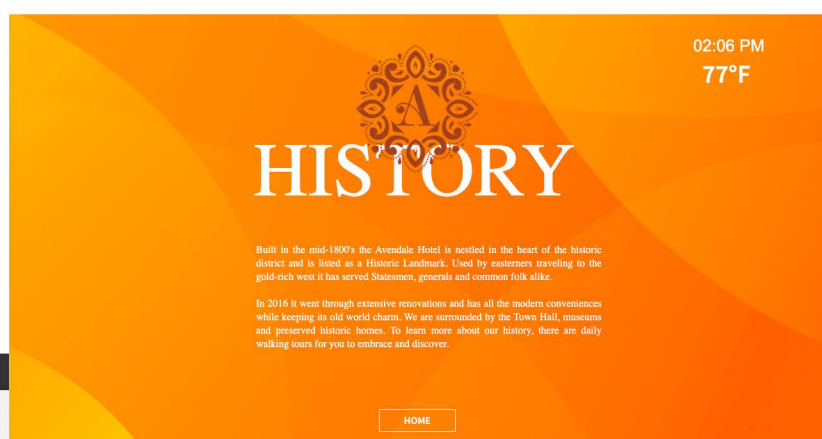 02:06 PM
77°F
A
HISTORY
Built in the mid-1800's the Avendale Hotel is nestled in the heart of the historic
district and is listed as a Historic Landmark. Used by easterners traveling to the
gold-rich west it has served Statesmen, generals and common folk alike.
In 2016 it went through extensive renovations and has all the modern conveniences
while keeping its old world charm. We are surrounded by the Town Hall, museums
and preserved historic homes. To learn more about our history, there are daily
walking tours for you to embrace and discover.
HOME